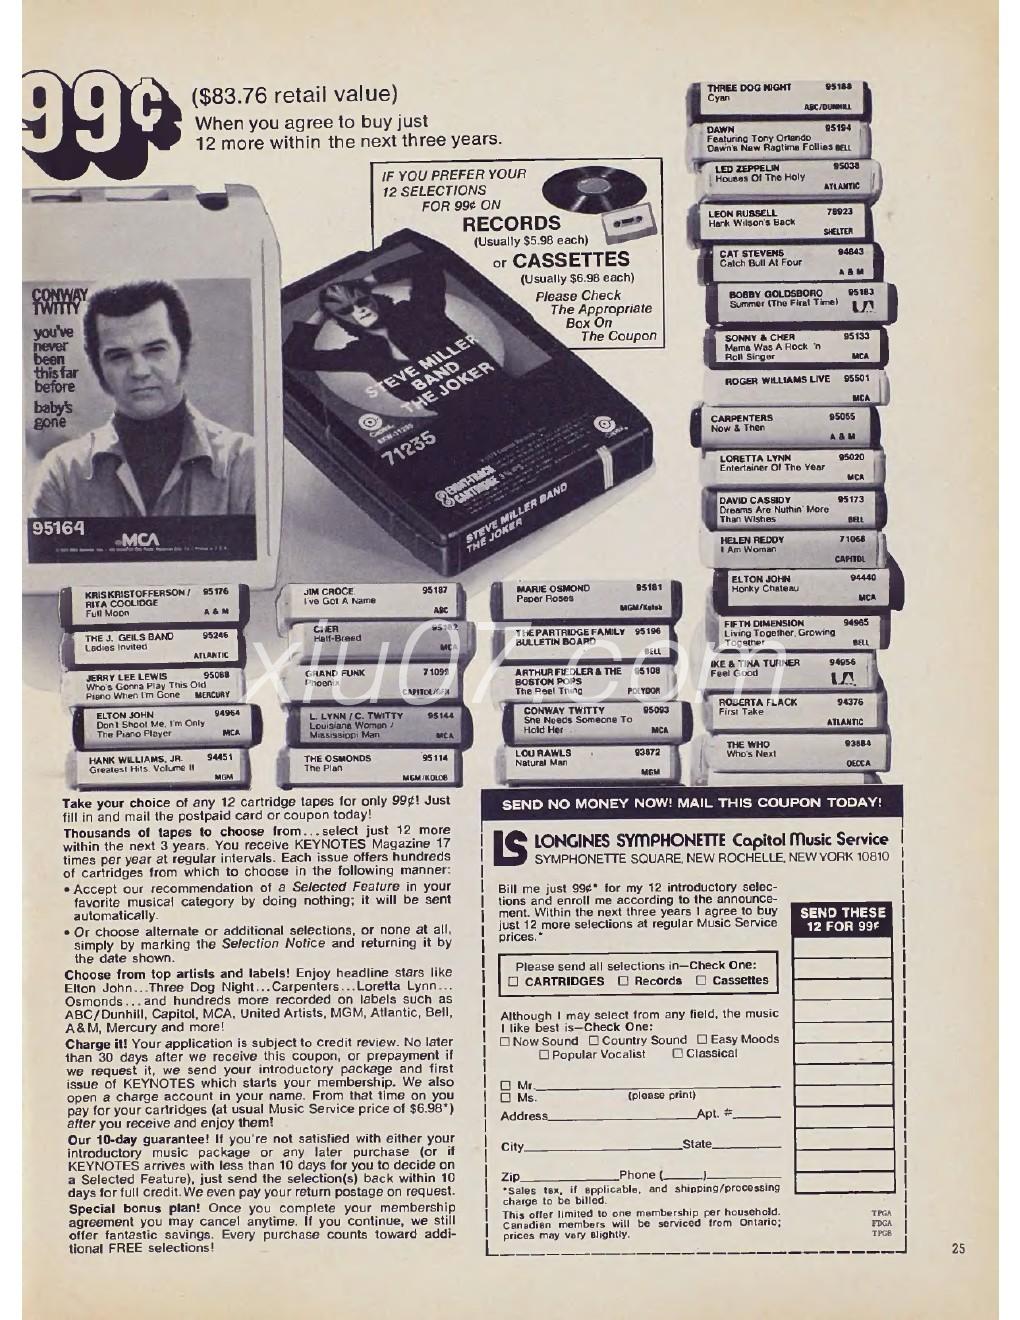 99¢
($83.76 retail value)
When you agree to buy just
12 more within the next three years.
IF YOU PREFER YOUR
12 SELECTIONS
FOR 99¢ ON
RECORDS
(Usually $5.98 each)
or CASSETTES
(Usually $6.98 each)
Please Check
The Appropriate
Box On
The Coupon
CONWAY
TWITTY
you've
never
been
this far
before
baby's
gone
95164
MCA
STEVE MILLER
BAND
THE JOKER
71235
EIGHT-TRACK
CARTRIDGE
STEVE MILLER BAND
THE JOKER
THREE DOG NIGHT 95188
Cyan
ABC/DUNHILL
DAWN 95194
Featuring Tony Orlando
Dawn's New Ragtime Follies BELL
LED ZEPPELIN 95038
Houses Of The Holy
ATLANTIC
LEON RUSSELL 78923
Hank Wilson's Back
SHELTER
CAT STEVENS 94843
Catch Bull At Four
A & M
BOBBY GOLDSBORO 95183
Summer (The First Time)
UA
SONNY & CHER 95133
Mama Was A Rock 'n
Roll Singer MCA
ROGER WILLIAMS LIVE 95501
MCA
CARPENTERS 95055
Now & Then
A & M
LORETTA LYNN 95020
Entertainer Of The Year
MCA
DAVID CASSIDY 95173
Dreams Are Nuthin' More
Than Wishes BELL
HELEN REDDY 71068
I Am Woman
CAPITOL
ELTON JOHN 94440
Honky Chateau
MCA
FIFTH DIMENSION 94965
Living Together, Growing
Together BELL
IKE & TINA TURNER 94956
Feel Good
UA
ROBERTA FLACK 94376
First Take
ATLANTIC
THE WHO 93884
Who's Next
DECCA
KRIS KRISTOFFERSON / 95176
RITA COOLIDGE
Full Moon A & M
THE J. GEILS BAND 95246
Ladies Invited
ATLANTIC
JERRY LEE LEWIS 95088
Who's Gonna Play This Old
Piano When I'm Gone MERCURY
ELTON JOHN 94964
Don't Shoot Me, I'm Only
The Piano Player MCA
HANK WILLIAMS, JR. 94451
Greatest Hits, Volume II
MGM
JIM CROCE 95187
I've Got A Name
ABC
CHER 95182
Half-Breed
MCA
GRAND FUNK 71099
Phoenix
CAPITOL/GFR
L. LYNN / C. TWITTY 95144
Louisiana Woman /
Mississippi Man MCA
THE OSMONDS 95114
The Plan
MGM/KOLOB
MARIE OSMOND 95181
Paper Roses
MGM/Kolob
THE PARTRIDGE FAMILY 95196
BULLETIN BOARD
BELL
ARTHUR FIEDLER & THE 95108
BOSTON POPS
The Reel Thing POLYDOR
CONWAY TWITTY 95093
She Needs Someone To
Hold Her MCA
LOU RAWLS 93872
Natural Man
MGM
xiu07.com
Take your choice of any 12 cartridge tapes for only 99¢! Just
fill in and mail the postpaid card or coupon today!
Thousands of tapes to choose from...select just 12 more
within the next 3 years. You receive KEYNOTES Magazine 17
times per year at regular intervals. Each issue offers hundreds
of cartridges from which to choose in the following manner:
• Accept our recommendation of a Selected Feature in your
favorite musical category by doing nothing; it will be sent
automatically.
• Or choose alternate or additional selections, or none at all,
simply by marking the Selection Notice and returning it by
the date shown.
Choose from top artists and labels! Enjoy headline stars like
Elton John...Three Dog Night...Carpenters...Loretta Lynn...
Osmonds...and hundreds more recorded on labels such as
ABC/Dunhill, Capitol, MCA, United Artists, MGM, Atlantic, Bell,
A&M, Mercury and more!
Charge it! Your application is subject to credit review. No later
than 30 days after we receive this coupon, or prepayment if
we request it, we send your introductory package and first
issue of KEYNOTES which starts your membership. We also
open a charge account in your name. From that time on you
pay for your cartridges (at usual Music Service price of $6.98*)
after you receive and enjoy them!
Our 10-day guarantee! If you're not satisfied with either your
introductory music package or any later purchase (or if
KEYNOTES arrives with less than 10 days for you to decide on
a Selected Feature), just send the selection(s) back within 10
days for full credit. We even pay your return postage on request.
Special bonus plan! Once you complete your membership
agreement you may cancel anytime. If you continue, we still
offer fantastic savings. Every purchase counts toward addi-
tional FREE selections!
SEND NO MONEY NOW! MAIL THIS COUPON TODAY!
LS LONGINES SYMPHONETTE Capitol Music Service
SYMPHONETTE SQUARE, NEW ROCHELLE, NEW YORK 10810
Bill me just 99¢* for my 12 introductory selec-
tions and enroll me according to the announce-
ment. Within the next three years I agree to buy
just 12 more selections at regular Music Service
prices.*
SEND THESE
12 FOR 99¢
Please send all selections in—Check One:
☐ CARTRIDGES ☐ Records ☐ Cassettes
Although I may select from any field, the music
I like best is—Check One:
☐ Now Sound ☐ Country Sound ☐ Easy Moods
☐ Popular Vocalist ☐ Classical
☐ Mr.
☐ Ms. (please print)
Address Apt. #
City State
Zip Phone ( )
*Sales tax, if applicable, and shipping/processing
charge to be billed.
This offer limited to one membership per household.
Canadian members will be serviced from Ontario;
prices may vary slightly.
TPGA
FDGA
TPGB
25